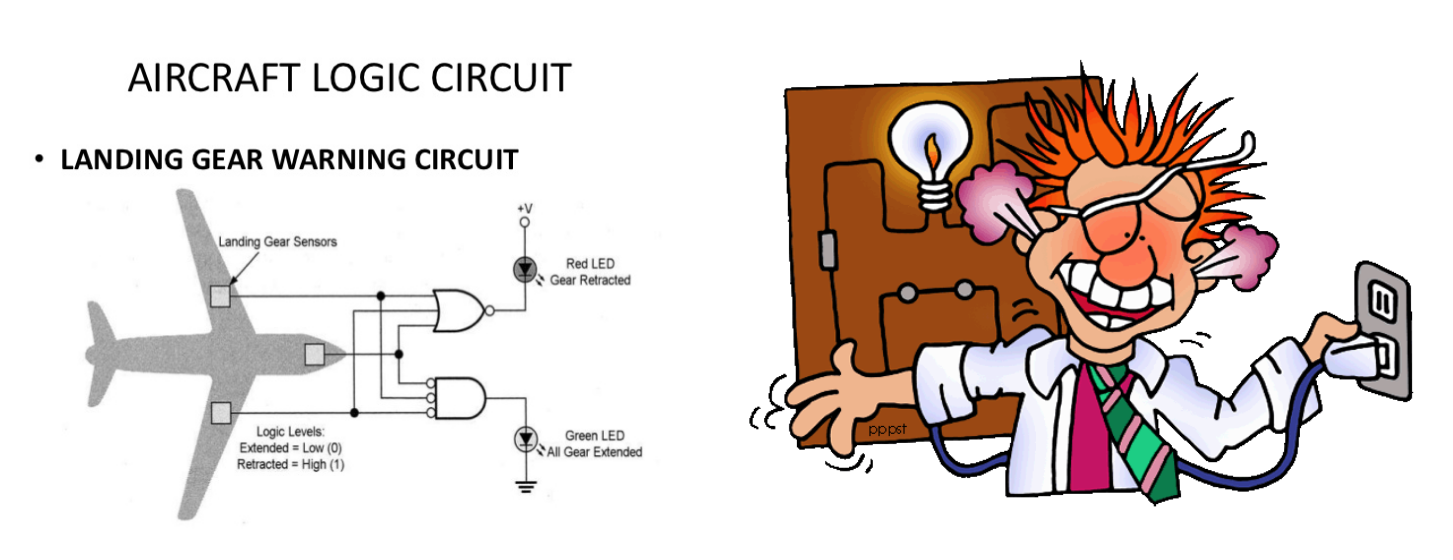 AIRCRAFT LOGIC CIRCUIT
• LANDING GEAR WARNING CIRCUIT
+V
Landing Gear Sensors
Red LED
Gear Retracted
Logic Levels:
Extended = Low (0)
Retracted = High (1)
Green LED
All Gear Extended
pppst